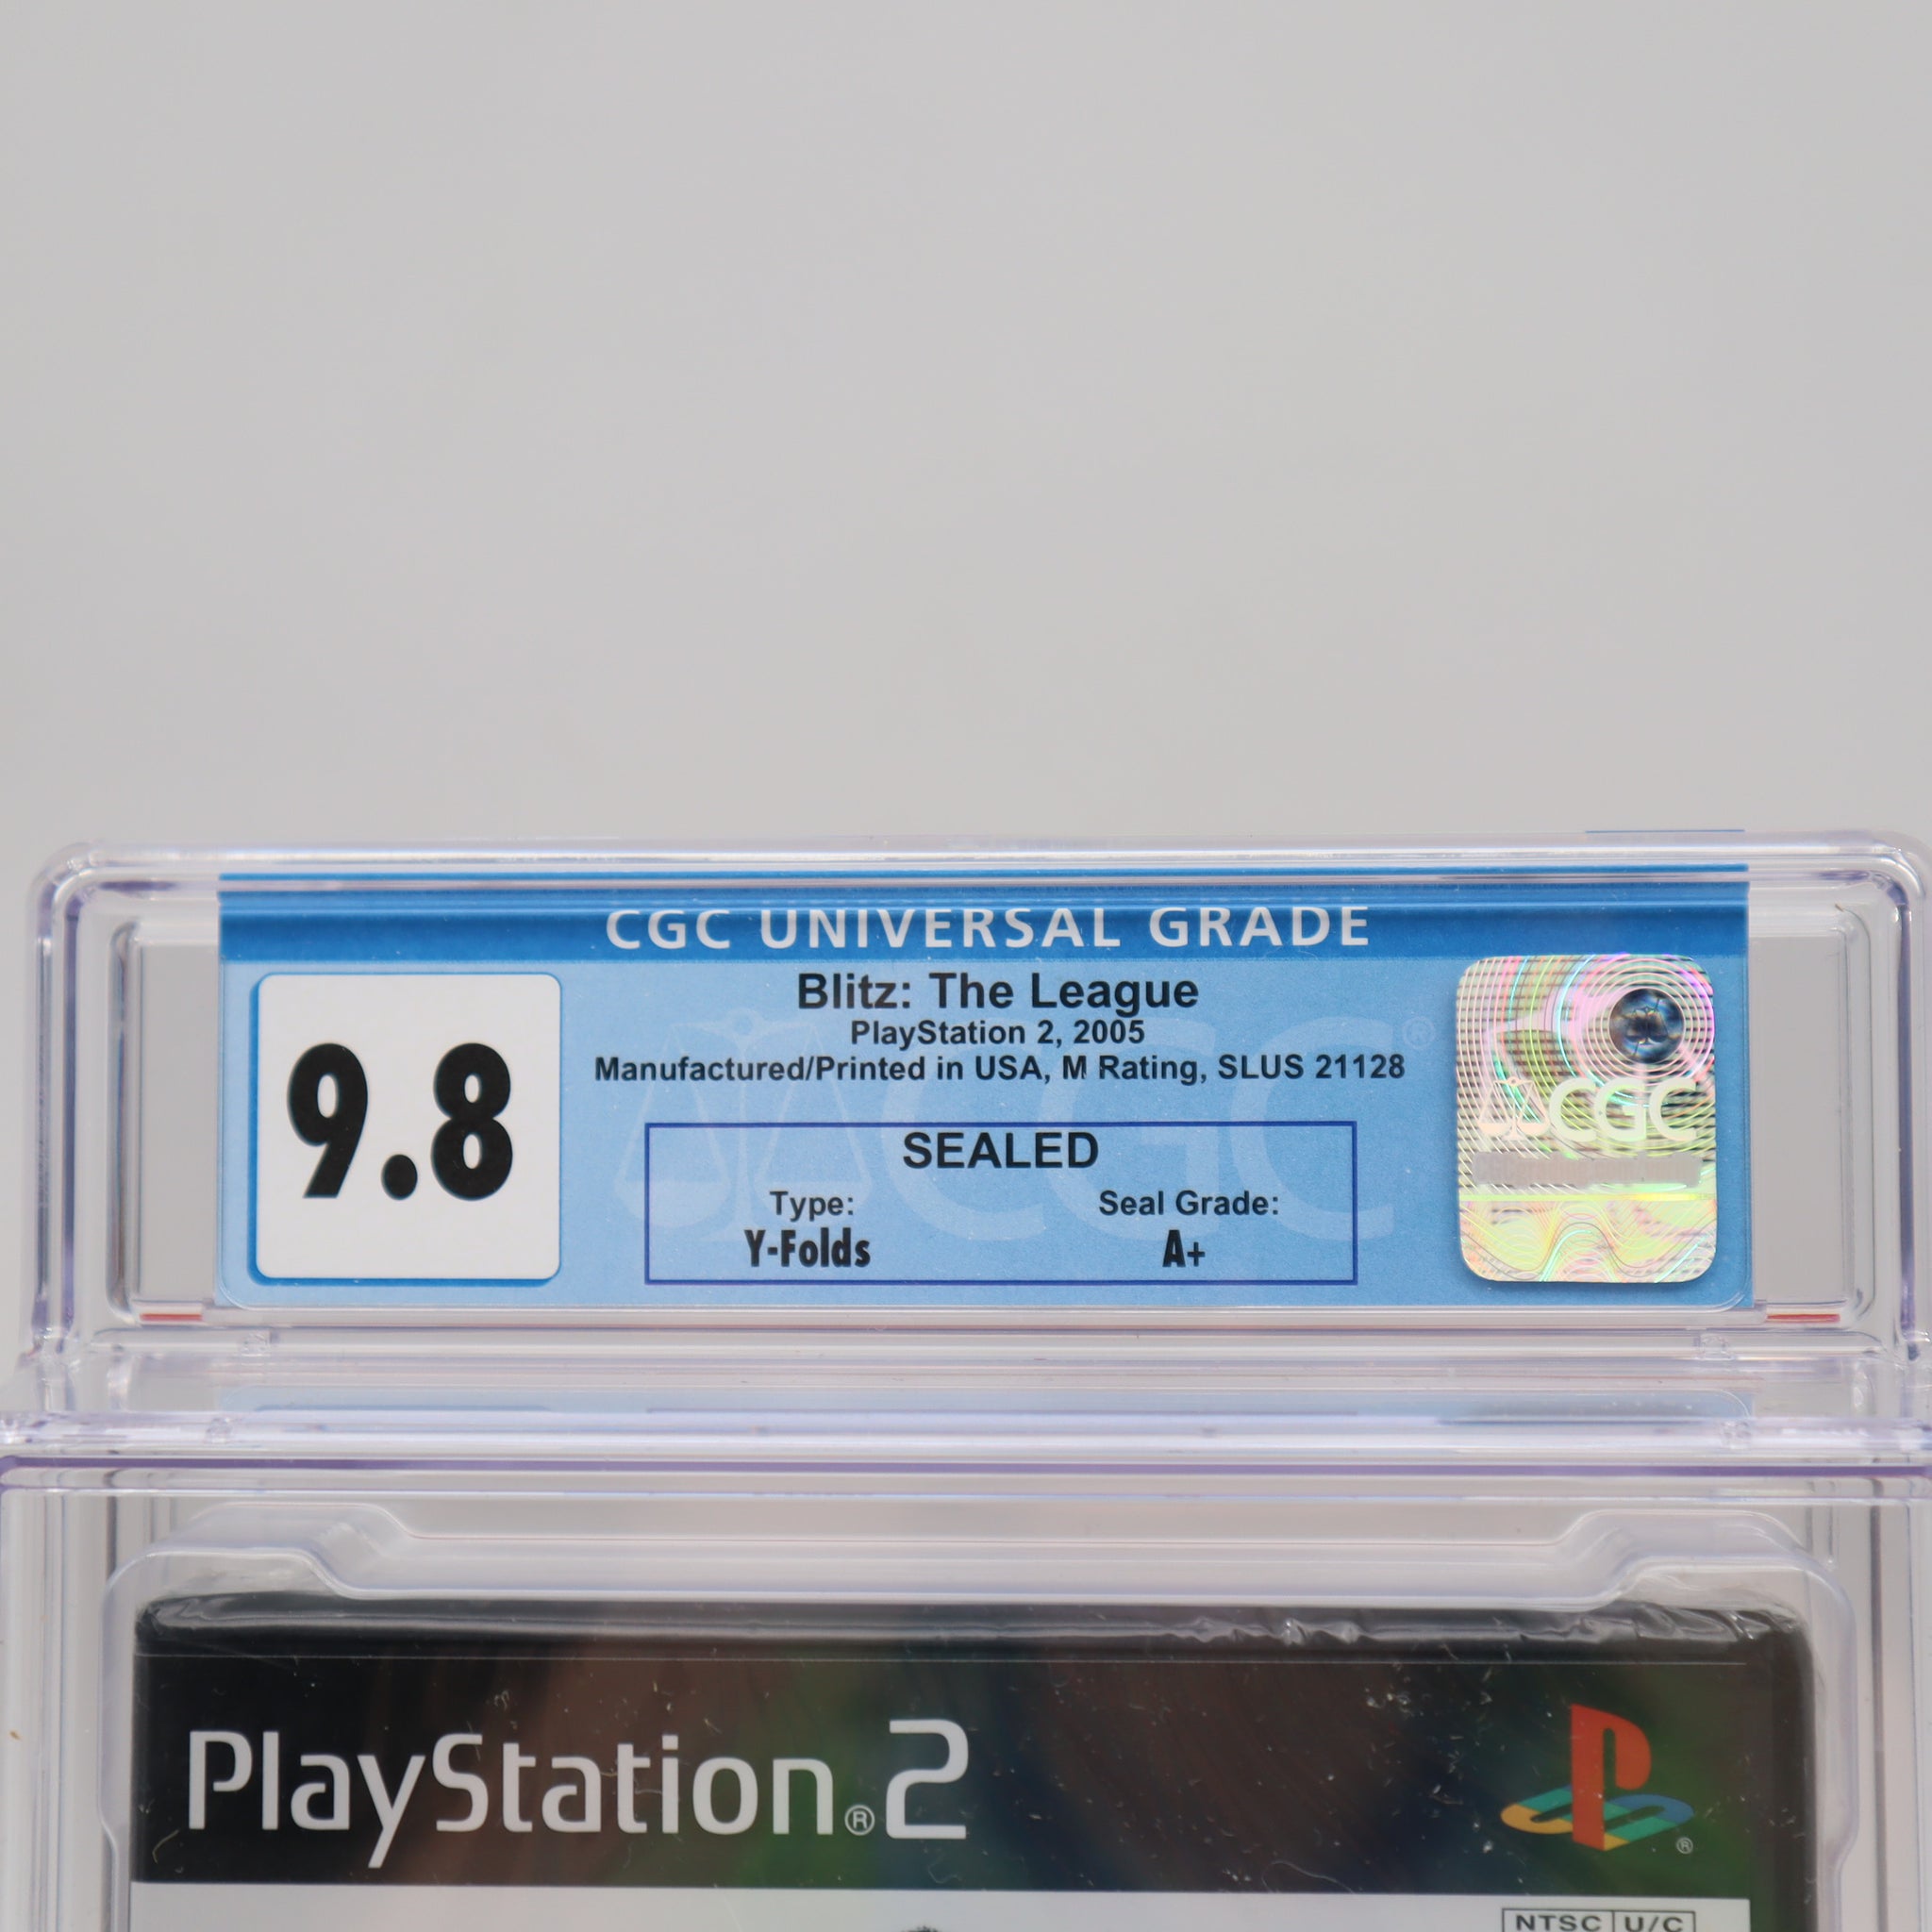 CGC UNIVERSAL GRADE
9.8
Blitz: The League
PlayStation 2, 2005
Manufactured/Printed in USA, M Rating, SLUS 21128
SEALED
Type:
Y-Folds
Seal Grade:
A+
CGC
CGC®
PlayStation®2
®
NTSC U/C